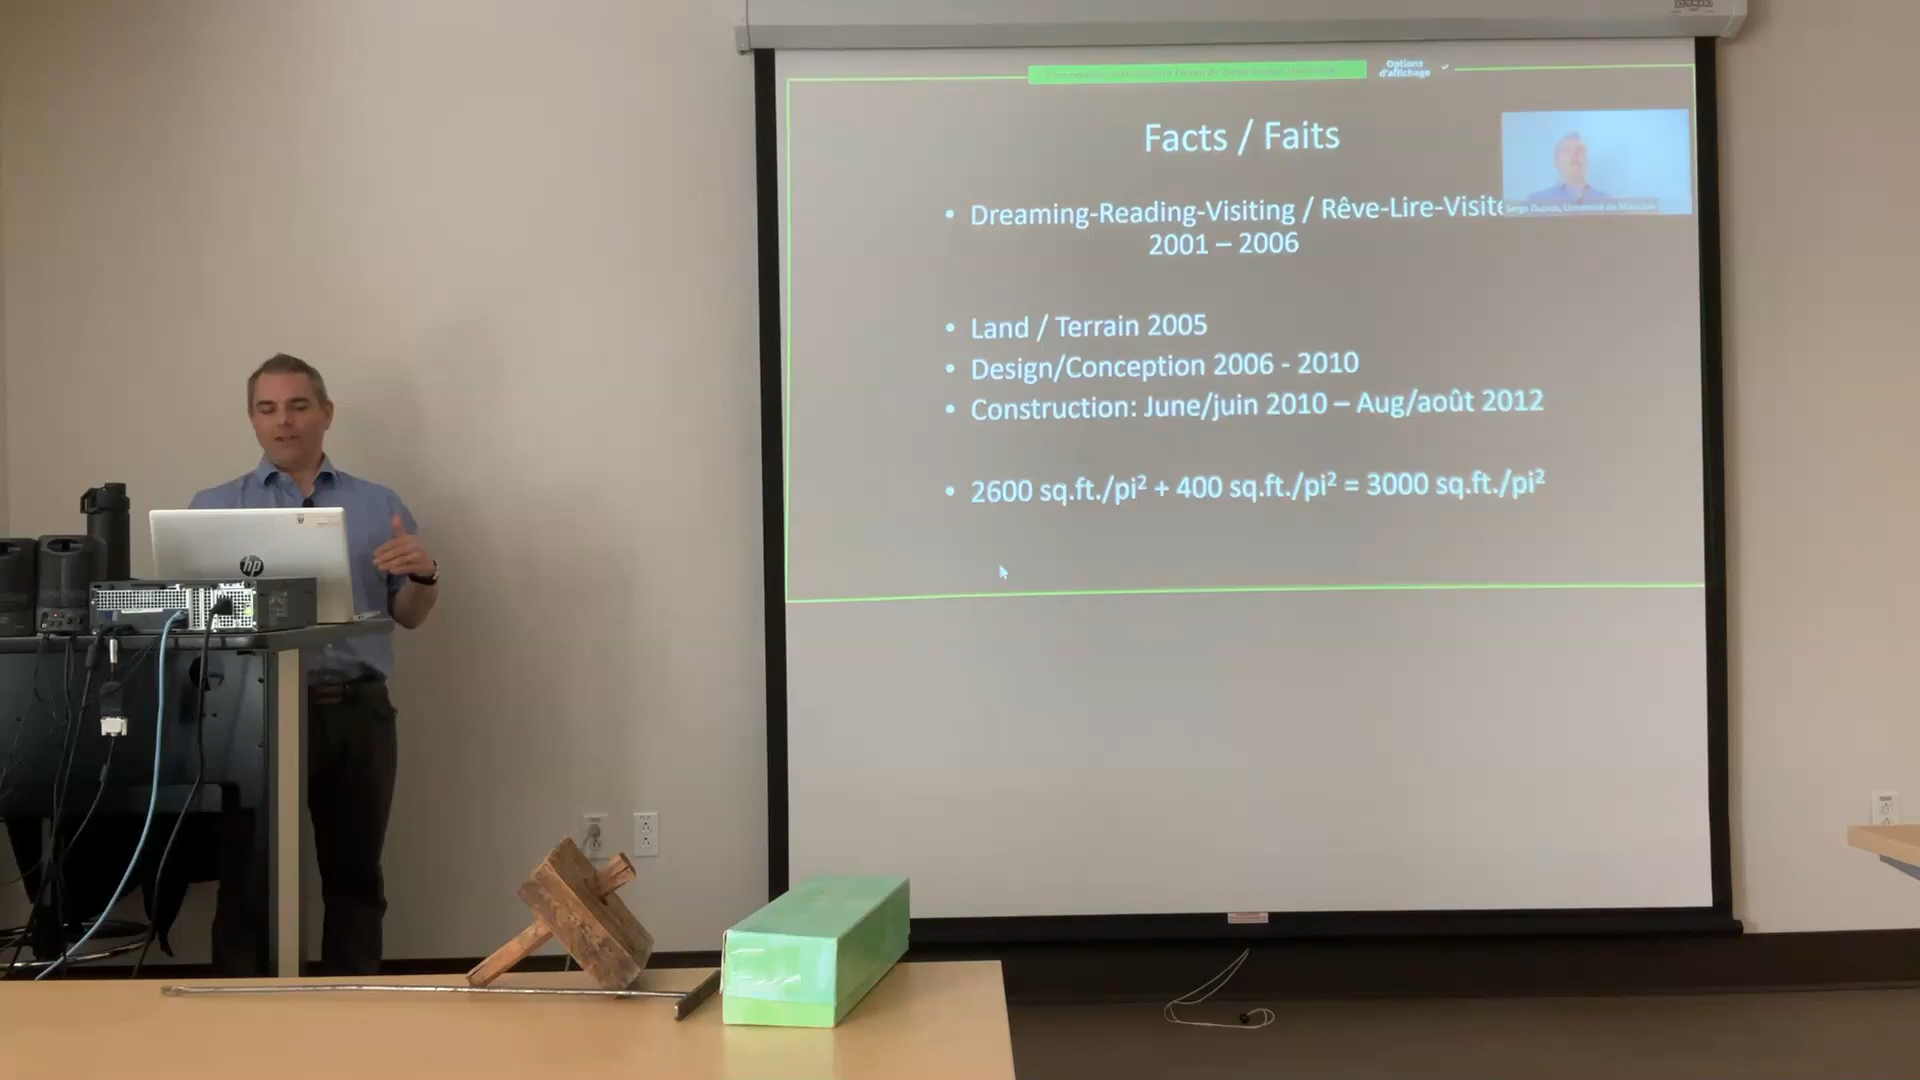 Options
d'affichage
Facts / Faits
• Dreaming-Reading-Visiting / Rêve-Lire-Visite
2001 – 2006
• Land / Terrain 2005
• Design/Conception 2006 - 2010
• Construction: June/juin 2010 – Aug/août 2012
• 2600 sq.ft./pi² + 400 sq.ft./pi² = 3000 sq.ft./pi²
hp